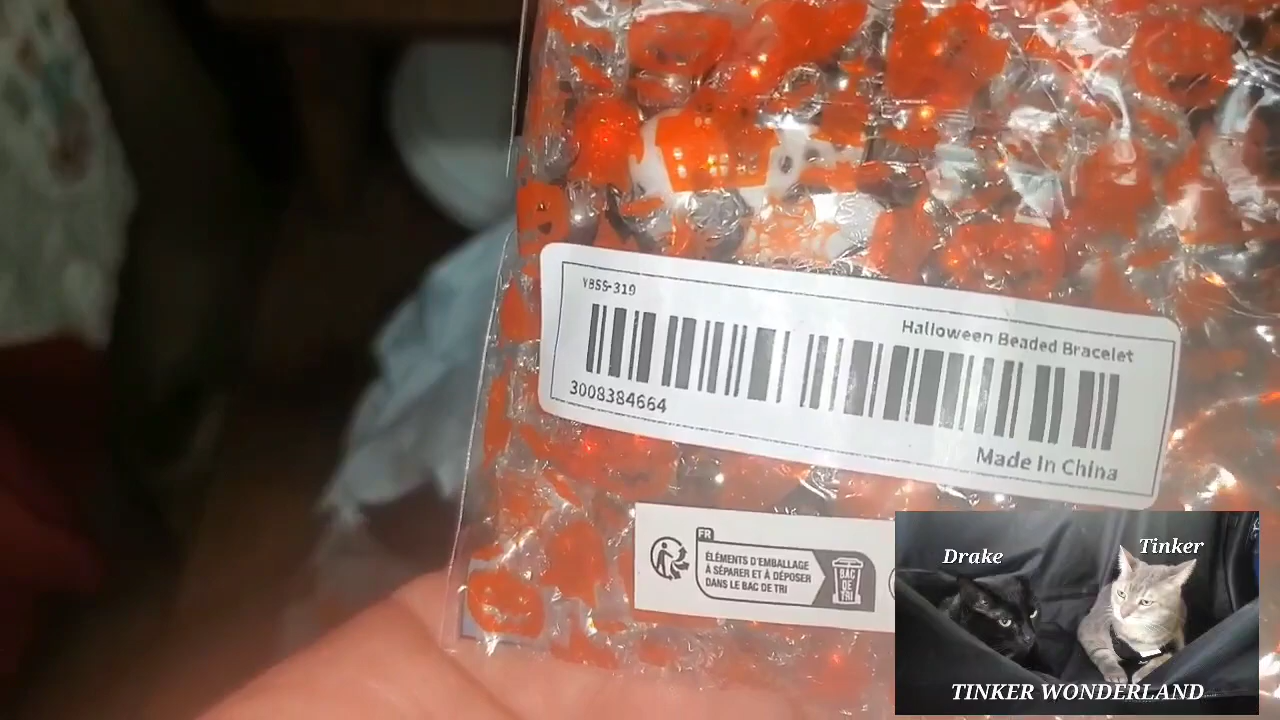 YBSS-319
Halloween Beaded Bracelet
3008384664
Made In China
FR
ÉLÉMENTS D'EMBALLAGE
À SÉPARER ET À DÉPOSER
DANS LE BAC DE TRI
BAC
DE
TRI
Drake
Tinker
TINKER WONDERLAND